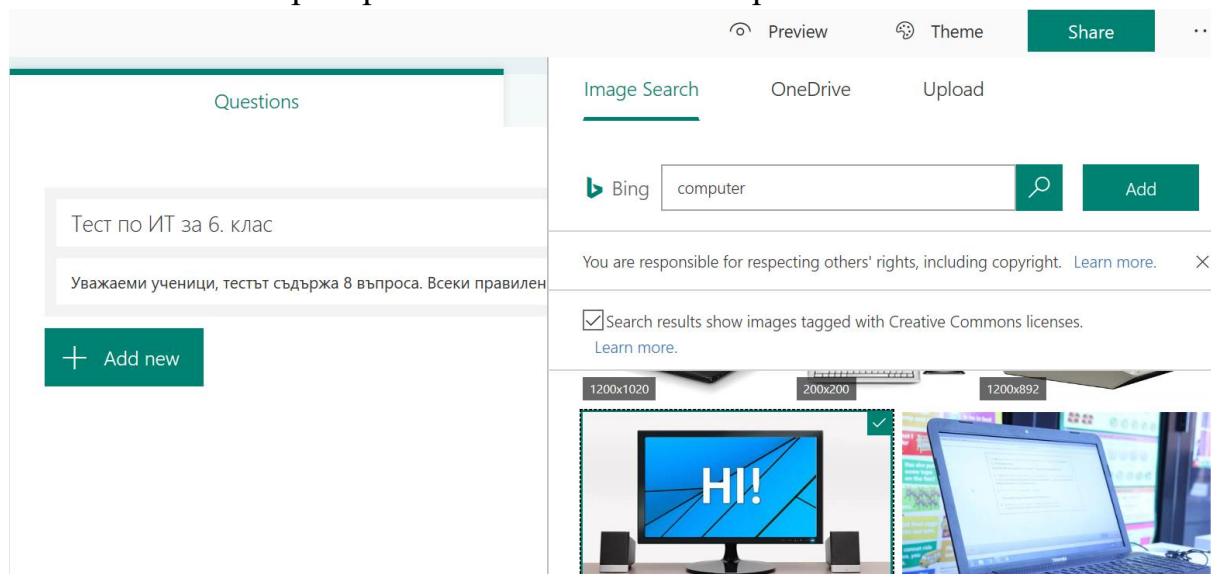 Preview Theme Share
Questions
Image Search OneDrive Upload
Bing computer Add
Тест по ИТ за 6. клас
Уважаеми ученици, тестът съдържа 8 въпроса. Всеки правилен
Add new
You are responsible for respecting others' rights, including copyright. Learn more.
Search results show images tagged with Creative Commons licenses.
Learn more.
1200x1020 200x200 1200x892
HI!